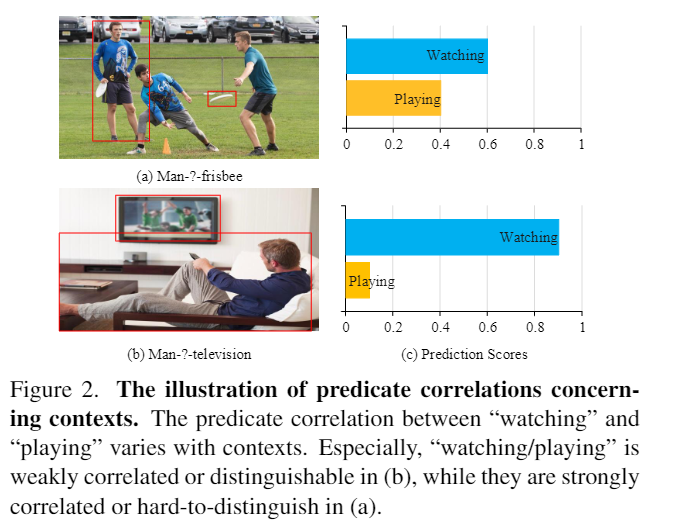 Watching
Playing
0 0.2 0.4 0.6 0.8 1
(a) Man-?-frisbee
Watching
Playing
0 0.2 0.4 0.6 0.8 1
(b) Man-?-television
(c) Prediction Scores
Figure 2. The illustration of predicate correlations concern-
ing contexts. The predicate correlation between “watching” and
“playing” varies with contexts. Especially, “watching/playing” is
weakly correlated or distinguishable in (b), while they are strongly
correlated or hard-to-distinguish in (a).